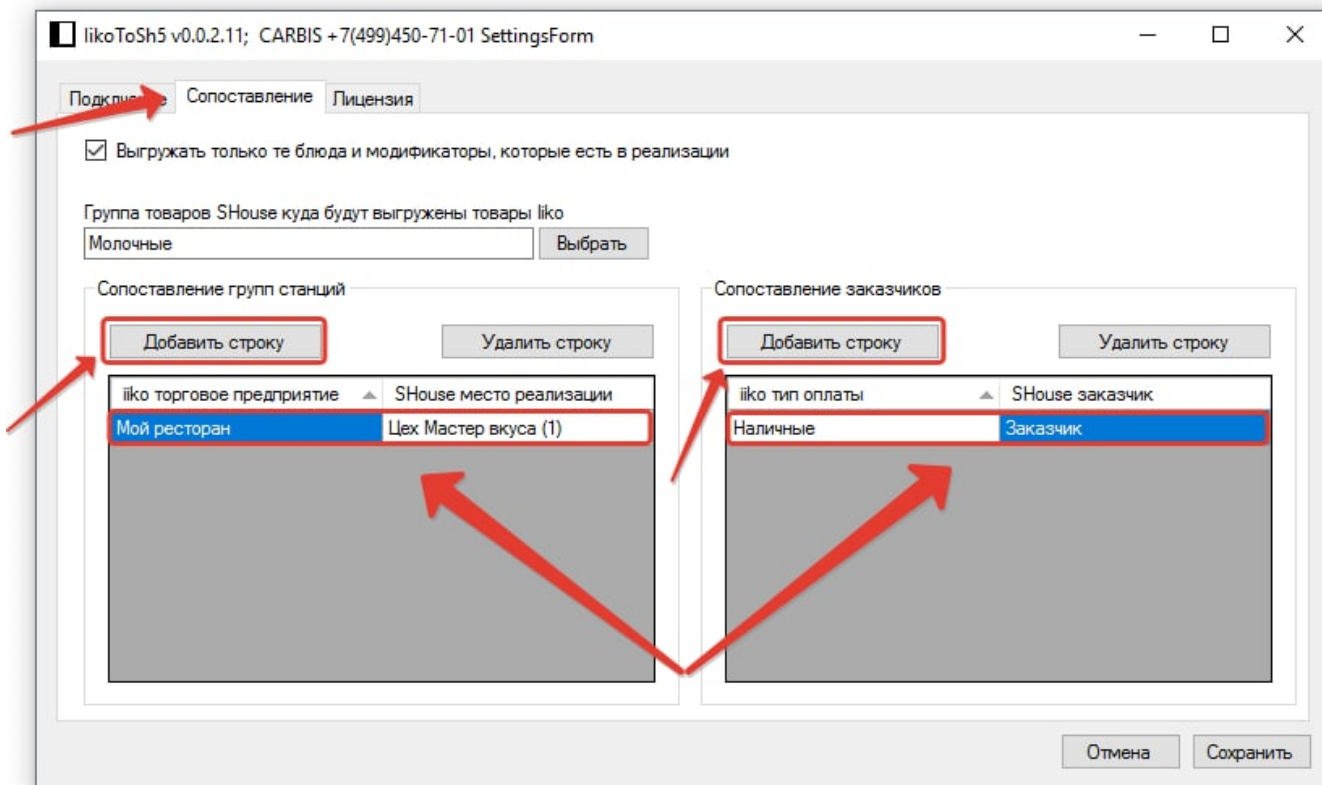 IikoToSh5 v0.0.2.11; CARBIS +7(499)450-71-01 SettingsForm
Сопоставление Лицензия
Выгружать только те блюда и модификаторы, которые есть в реализации
Группа товаров SHouse куда будут выгружены товары Iiko
Молочные Выбрать
Сопоставление групп станций
Добавить строку Удалить строку
iiko торговое предприятие SHouse место реализации
Мой ресторан Цех Мастер вкуса (1)
Сопоставление заказчиков
Добавить строку Удалить строку
iiko тип оплаты SHouse заказчик
Наличные Заказчик
Отмена Сохранить